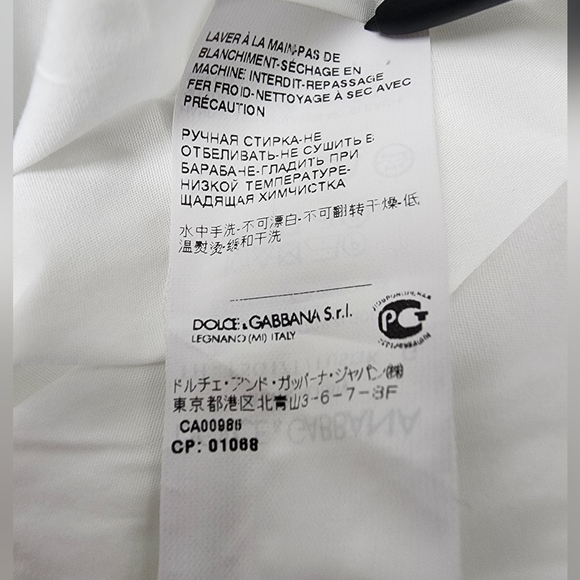 LAVER À LA MAIN-PAS DE
BLANCHIMENT-SÉCHAGE EN
MACHINE INTERDIT-REPASSAGE
FER FROID-NETTOYAGE À SEC AVEC
PRÉCAUTION
РУЧНАЯ СТИРКА-НЕ
ОТБЕЛИВАТЬ-НЕ СУШИТЬ В
БАРАБАНЕ-ГЛАДИТЬ ПРИ
НИЗКОЙ ТЕМПЕРАТУРЕ-
ЩАДЯЩАЯ ХИМЧИСТКА
水中手洗-不可漂白-不可翻转干燥-低
温熨烫-缓和干洗
DOLCE & GABBANA S.r.l.
LEGNANO (MI) ITALY
РСТ
ドルチェ・アンド・ガッバーナ・ジャパン㈱
東京都港区北青山3-6-7-8F
CA00986
CP: 01068